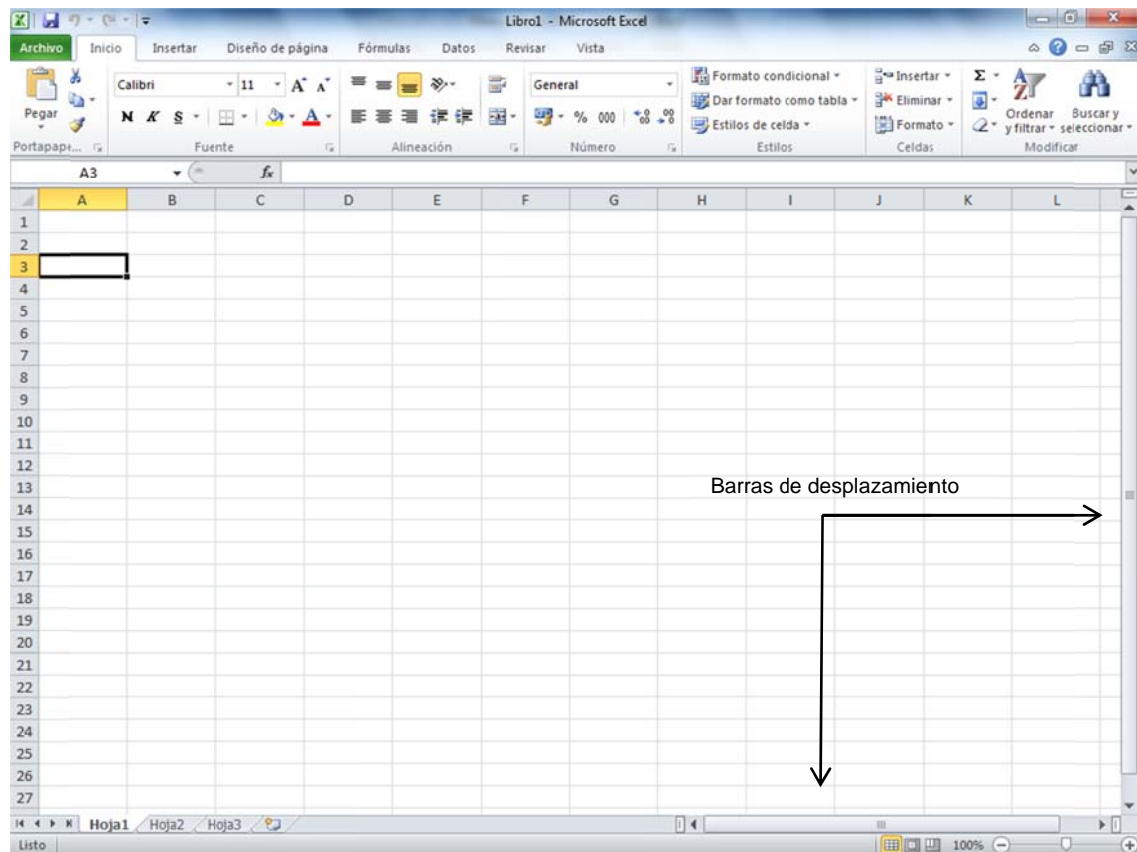 Libro1 - Microsoft Excel
Archivo Inicio Insertar Diseño de página Fórmulas Datos Revisar Vista
Pegar
Calibri 11 A A
N K S A
General
% 000
Formato condicional
Dar formato como tabla
Estilos de celda
Insertar
Eliminar
Formato
Σ
Ordenar y filtrar
Buscar y seleccionar
Portapape... Fuente Alineación Número Estilos Celdas Modificar
A3 fx
A B C D E F G H I J K L
1
2
3
4
5
6
7
8
9
10
11
12
13
Barras de desplazamiento
14
15
16
17
18
19
20
21
22
23
24
25
26
27
Hoja1 Hoja2 Hoja3
Listo 100%